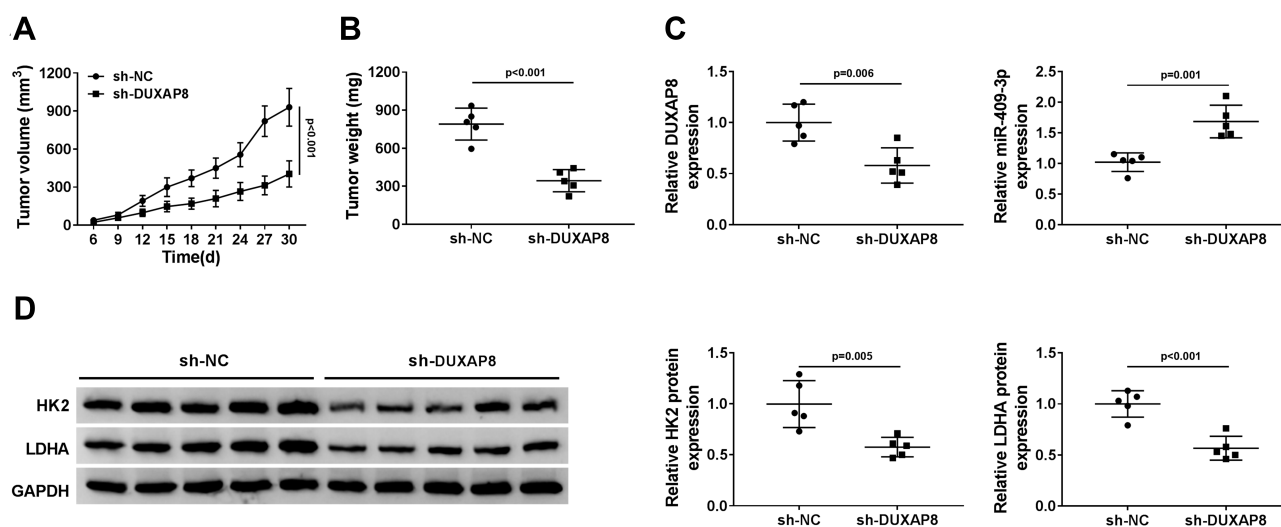 A
Tumor volume (mm³)
1200
900
600
300
0
sh-NC
sh-DUXAP8
p<0.001
6 9 12 15 18 21 24 27 30
Time(d)
B
Tumor weight (mg)
1200
900
600
300
0
p<0.001
sh-NC sh-DUXAP8
C
Relative DUXAP8
expression
1.5
1.0
0.5
0.0
p=0.006
sh-NC sh-DUXAP8
Relative miR-409-3p
expression
2.5
2.0
1.5
1.0
0.5
0.0
p=0.001
sh-NC sh-DUXAP8
D
sh-NC sh-DUXAP8
HK2
LDHA
GAPDH
Relative HK2 protein
expression
1.5
1.0
0.5
0.0
p=0.005
sh-NC sh-DUXAP8
Relative LDHA protein
expression
1.5
1.0
0.5
0.0
p<0.001
sh-NC sh-DUXAP8